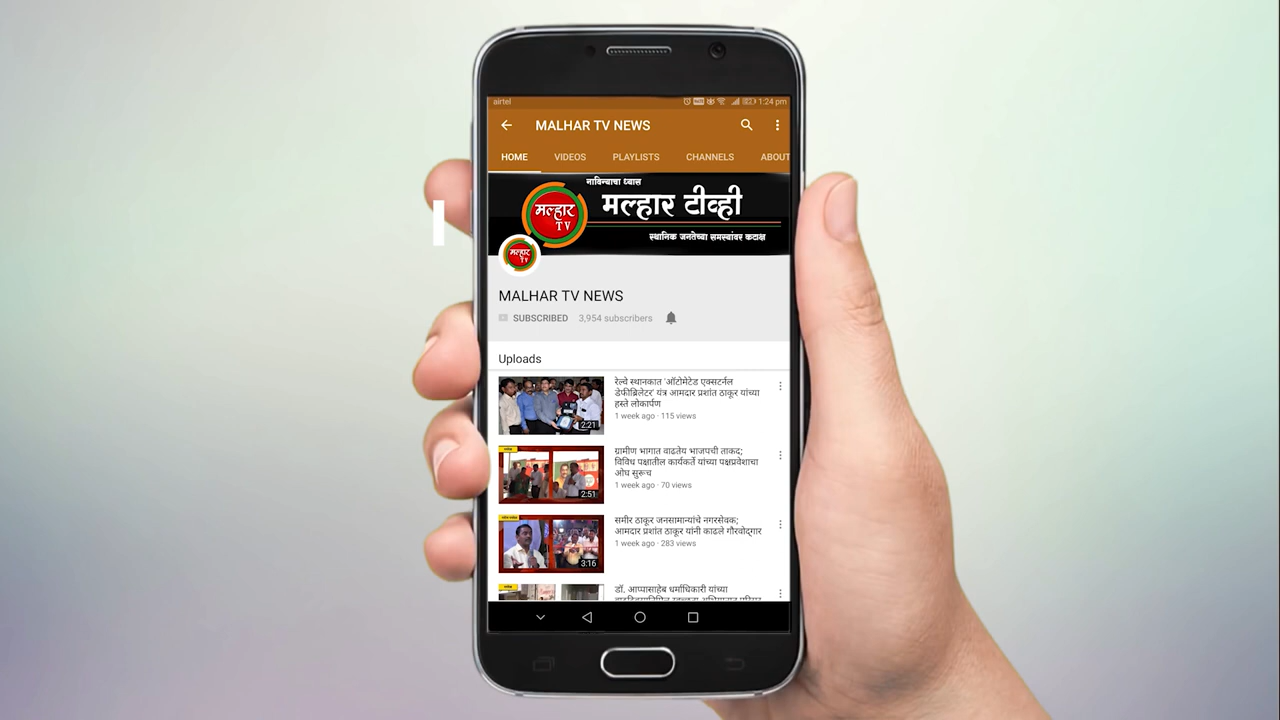 airtel 1:24 pm
MALHAR TV NEWS
HOME VIDEOS PLAYLISTS CHANNELS ABOUT
नाविन्याचा ध्यास
मल्हार टीव्ही
स्थानिक जनतेच्या समस्यांवर कटाक्ष
मल्हार
TV
मल्हार
TV
MALHAR TV NEWS
SUBSCRIBED 3,954 subscribers
Uploads
रेल्वे स्थानकात 'ऑटोमेटेड एक्सटर्नल
डेफीब्रिलेटर' यंत्र आमदार प्रशांत ठाकूर यांच्या
हस्ते लोकार्पण
1 week ago · 115 views
2:21
ग्रामीण भागात वाढतेय भाजपची ताकद;
विविध पक्षातील कार्यकर्ते यांच्या पक्षप्रवेशाचा
ओघ सुरूच
1 week ago · 70 views
2:51
समीर ठाकूर जनसामान्यांचे नगरसेवक;
आमदार प्रशांत ठाकूर यांनी काढले गौरवोद्गार
1 week ago · 283 views
3:16
डॉ. आप्पासाहेब धर्माधिकारी यांच्या